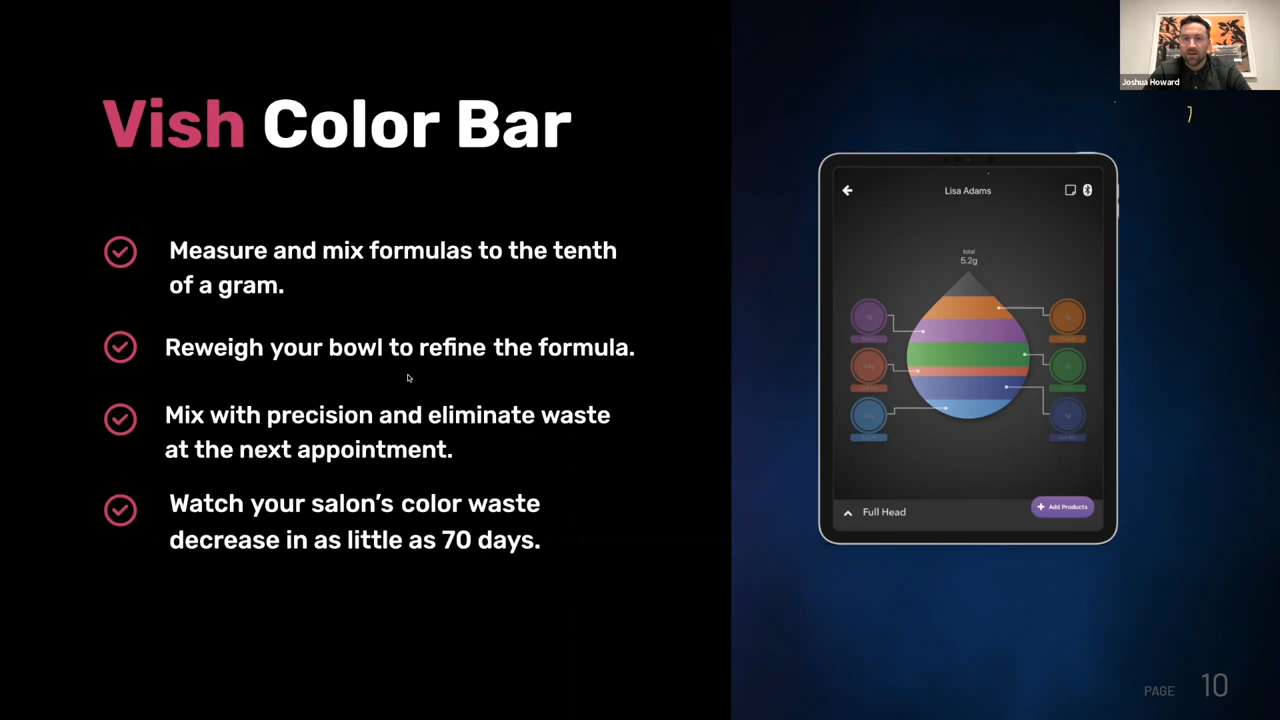 Joshua Howard
Vish Color Bar
Measure and mix formulas to the tenth
of a gram.
Reweigh your bowl to refine the formula.
Mix with precision and eliminate waste
at the next appointment.
Watch your salon’s color waste
decrease in as little as 70 days.
Lisa Adams
total
5.2g
Full Head
Add Products
PAGE 10